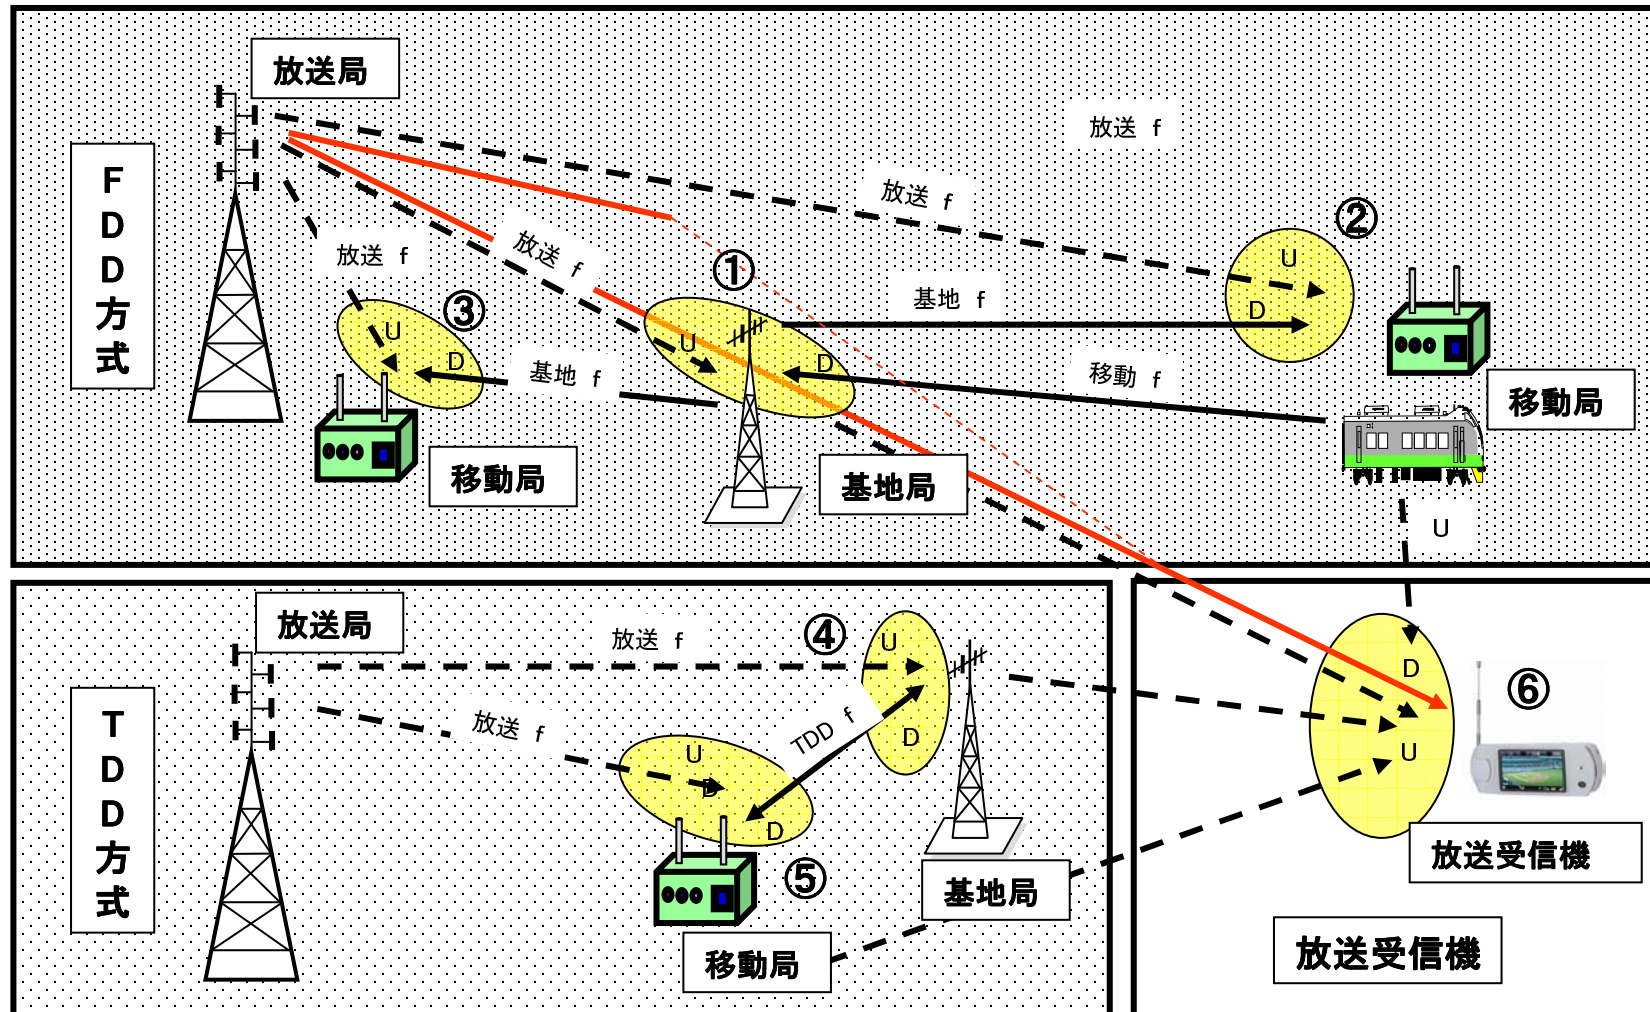 放送局
放送 f
FDD方式
放送 f
②
放送 f
放送 f
①
基地 f
U
③
U
D
U
D
D
基地 f
移動 f
移動局
移動局
基地局
U
放送局
放送 f
④
U
D
⑥
TDD方式
放送 f
TDD f
U
D
D
D
U
放送受信機
⑤
基地局
移動局
放送受信機